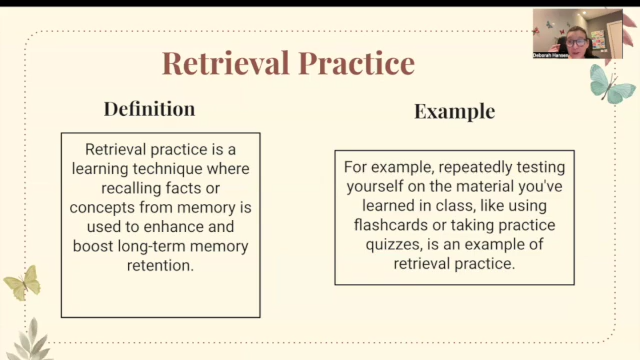 Retrieval Practice
Definition
Retrieval practice is a
learning technique where
recalling facts or
concepts from memory is
used to enhance and
boost long-term memory
retention.
Example
For example, repeatedly testing
yourself on the material you've
learned in class, like using
flashcards or taking practice
quizzes, is an example of
retrieval practice.
Deborah Hansen